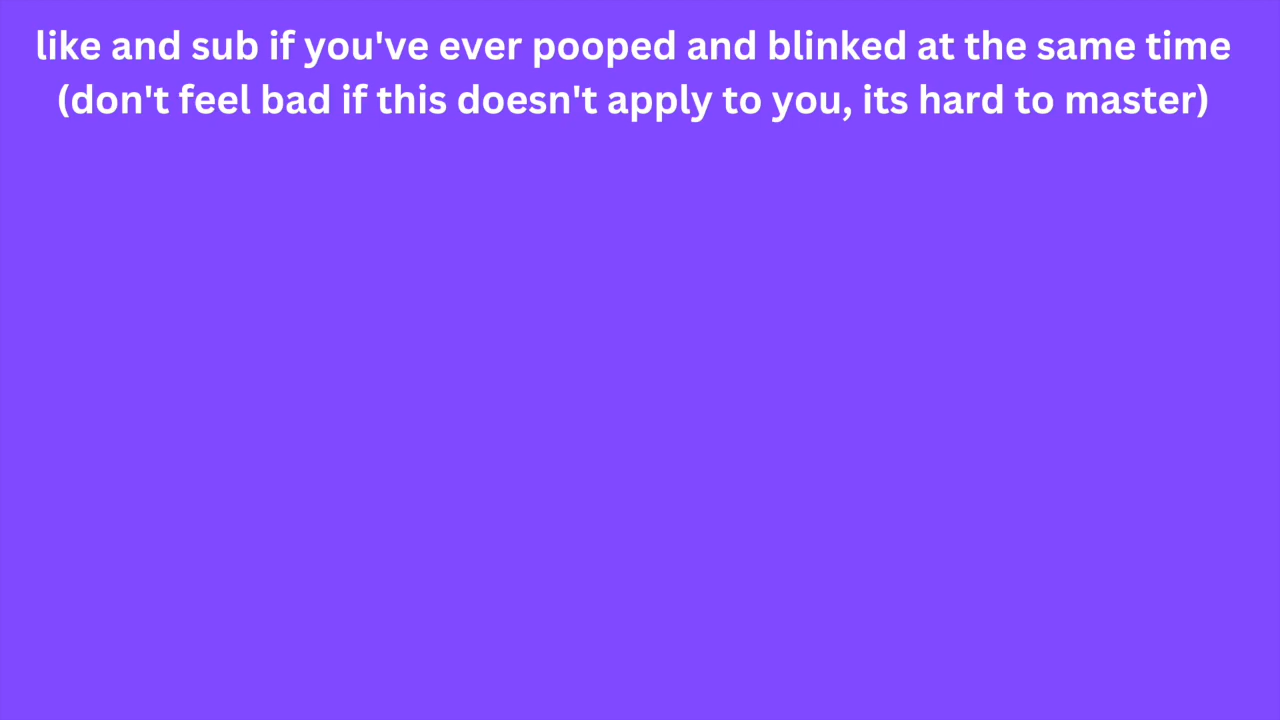 like and sub if you've ever pooped and blinked at the same time
(don't feel bad if this doesn't apply to you, its hard to master)